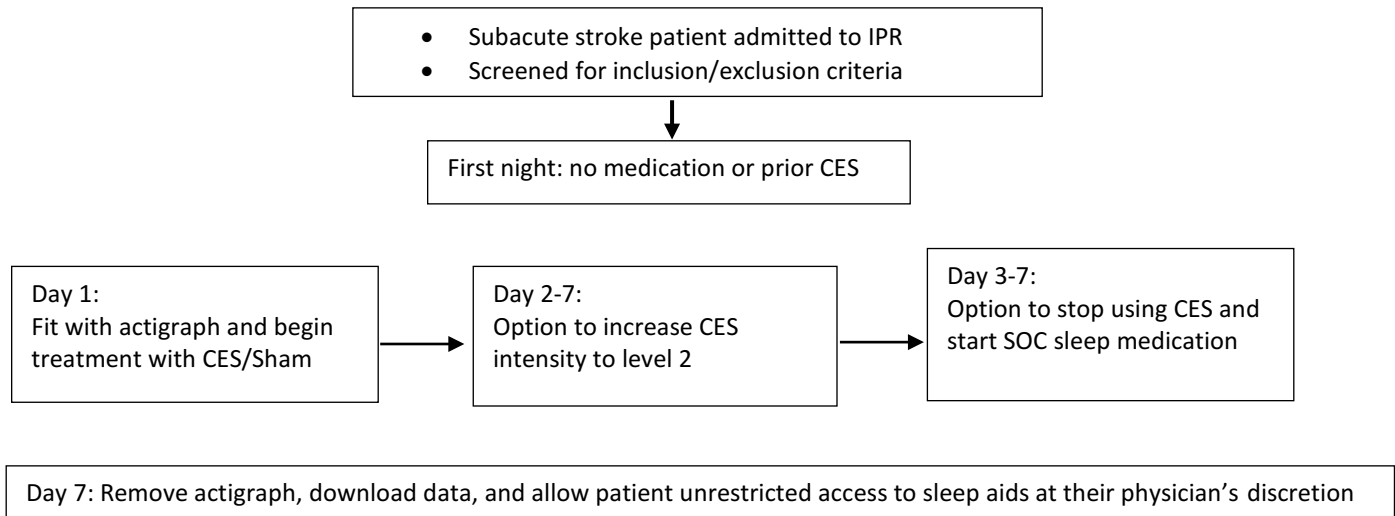 • Subacute stroke patient admitted to IPR
• Screened for inclusion/exclusion criteria
First night: no medication or prior CES
Day 1:
Fit with actigraph and begin
treatment with CES/Sham
Day 2-7:
Option to increase CES
intensity to level 2
Day 3-7:
Option to stop using CES and
start SOC sleep medication
Day 7: Remove actigraph, download data, and allow patient unrestricted access to sleep aids at their physician’s discretion